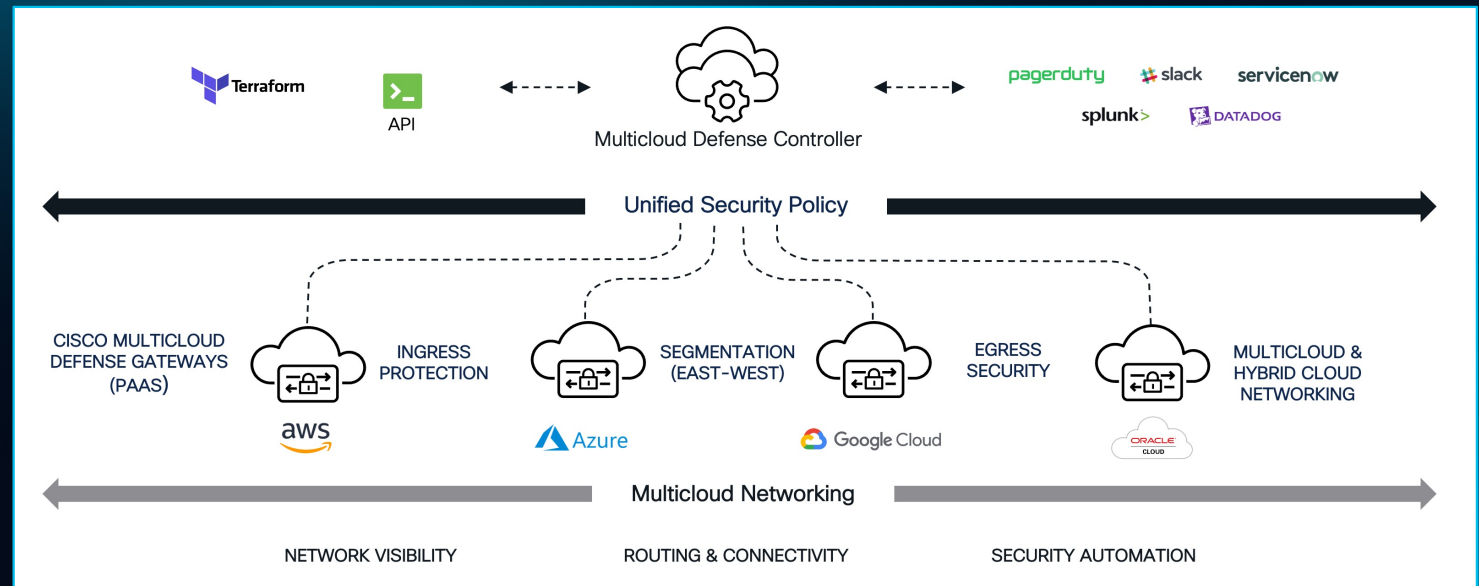 Terraform
>_
API
Multicloud Defense Controller
pagerduty
slack
servicenow
splunk>
DATADOG
Unified Security Policy
CISCO MULTICLOUD
DEFENSE GATEWAYS
(PAAS)
INGRESS
PROTECTION
SEGMENTATION
(EAST-WEST)
EGRESS
SECURITY
MULTICLOUD &
HYBRID CLOUD
NETWORKING
aws
Azure
Google Cloud
ORACLE
CLOUD
Multicloud Networking
NETWORK VISIBILITY
ROUTING & CONNECTIVITY
SECURITY AUTOMATION